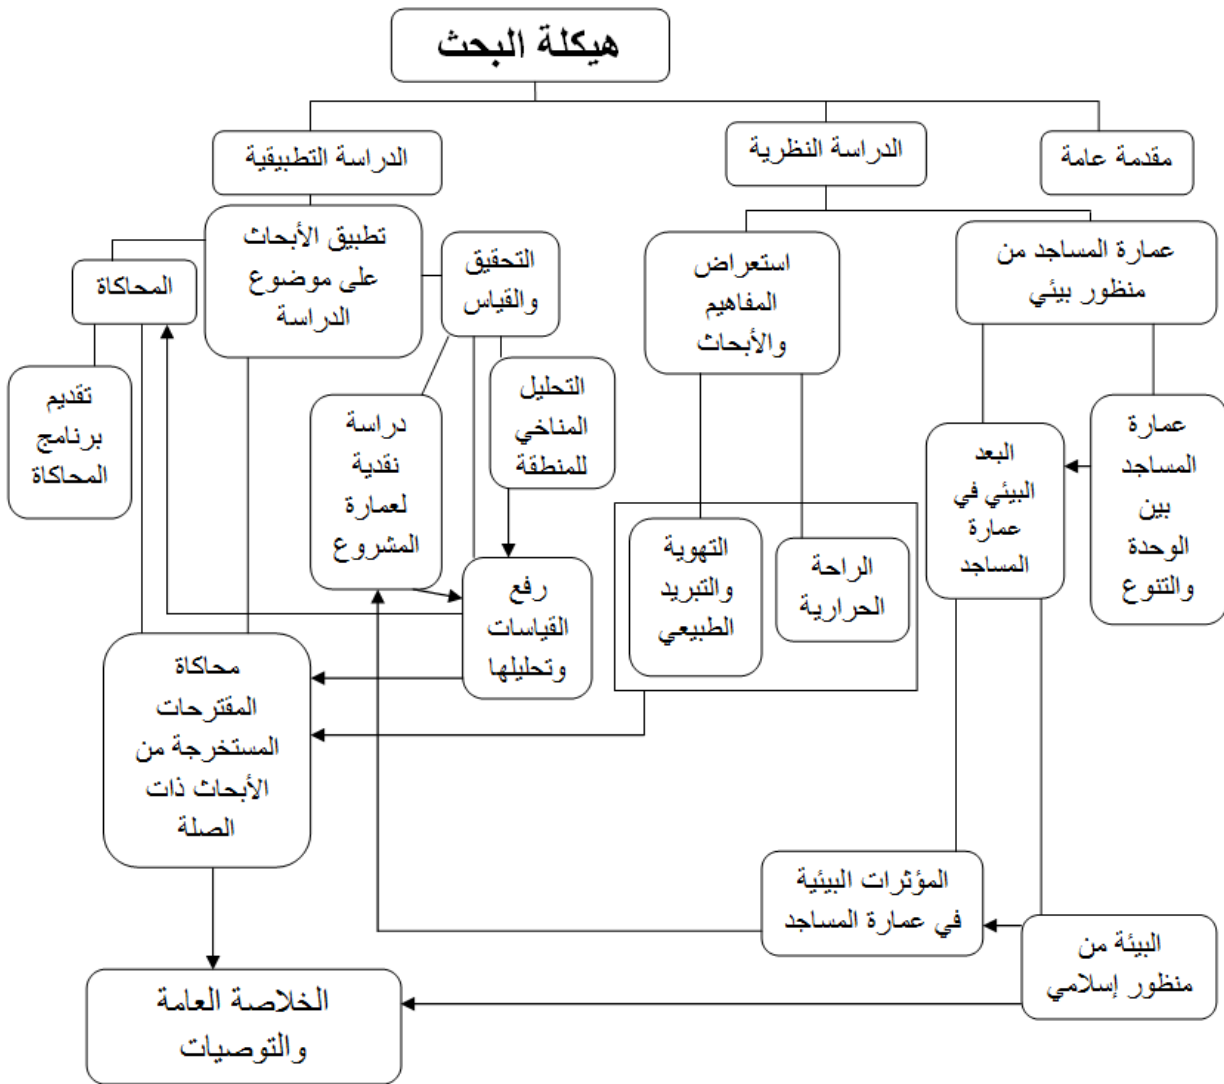 هيكلة البحث
مقدمة عامة
الدراسة النظرية
الدراسة التطبيقية
عمارة المساجد من
منظور بيئي
استعراض
المفاهيم
والأبحاث
التحقيق
والقياس
تطبيق الأبحاث
على موضوع
الدراسة
المحاكاة
عمارة
المساجد
بين
الوحدة
والتنوع
البعد
البيئي في
عمارة
المساجد
التحليل
المناخي
للمنطقة
دراسة
نقدية
لعمارة
المشروع
تقديم
برنامج
المحاكاة
الراحة
الحرارية
التهوية
والتبريد
الطبيعي
رفع
القياسات
وتحليلها
محاكاة
المقترحات
المستخرجة من
الأبحاث ذات
الصلة
المؤثرات البيئية
في عمارة المساجد
البيئة من
منظور إسلامي
الخلاصة العامة
والتوصيات